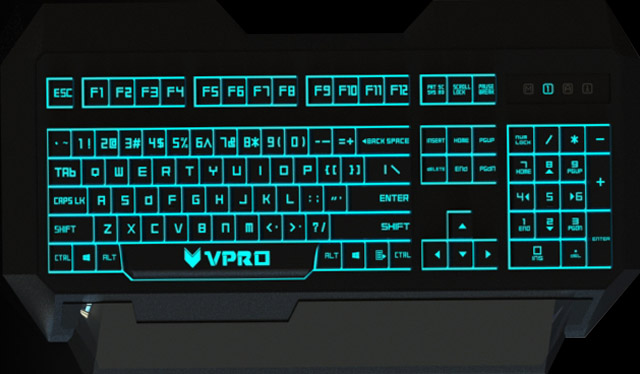 ESC F1 F2 F3 F4 F5 F6 F7 F8 F9 F10 F11 F12 PRT SC SYS RQ SCROLL LOCK PAUSE BREAK
` ~ 1 ! 2 @ 3 # 4 $ 5 % 6 ^ 7 & 8 * 9 ( 0 ) - = + BACK SPACE INSERT HOME PGUP NUM LOCK / * -
TAb Q W E R T Y U I O P [ { ] } | \ DELETE End PGdn 7 HOME 8 9 PGUP +
CAPS LK A S D F G H J K L : ; " ' ENTER 4 5 6
SHIFT Z X C V B N M < , > . ? / SHIFT 1 End 2 3 PGdn ENTER
CTRL ALT VPRO ALT CTRL 0 INS . DEL